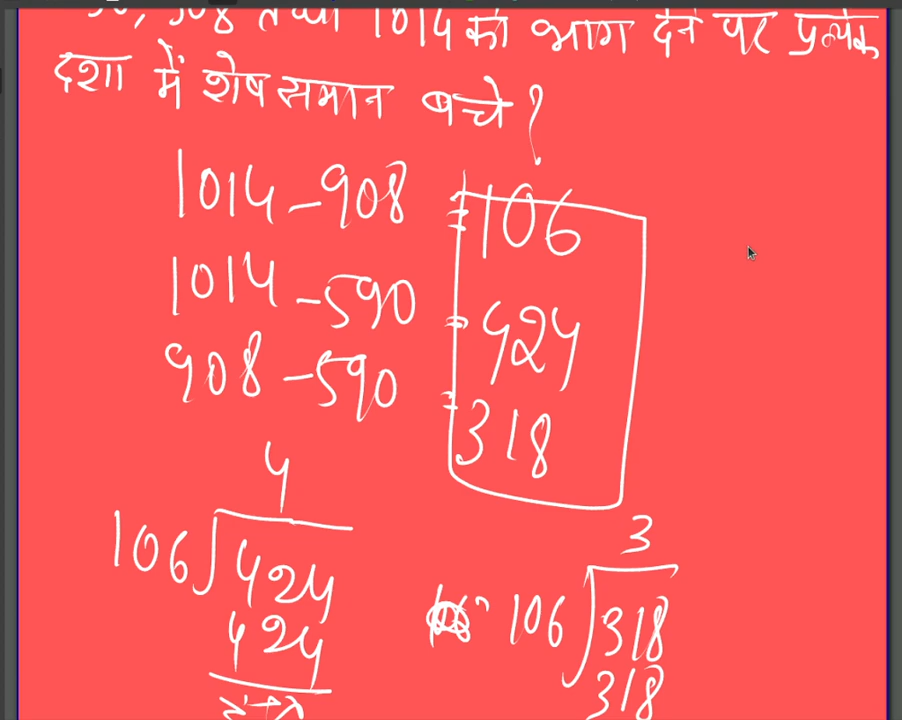 तथा 1014 को भाग देने पर प्रत्येक
दशा में शेष समान बचे ?
1014 - 908 = 106
1014 - 590 = 424
908 - 590 = 318
4
106)424
424
3
106)318
318